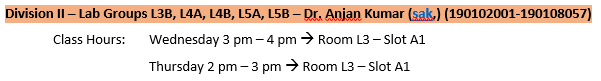 Division II – Lab Groups L3B, L4A, L4B, L5A, L5B – Dr. Anjan Kumar (sak,) (190102001-190108057)
Class Hours: Wednesday 3 pm – 4 pm → Room L3 – Slot A1
Thursday 2 pm – 3 pm → Room L3 – Slot A1